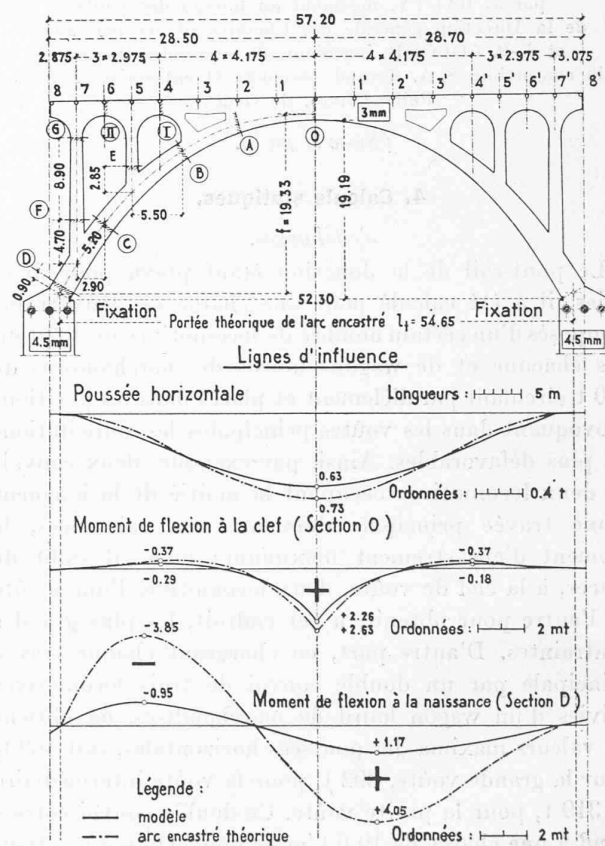 57.20
28.50 28.70
2.875 3 = 2.975 4 = 4.175 4 = 4.175 3 = 2.975 3.075
8 7 6 5 4 3 2 1 1' 2' 3' 4' 5' 6' 7' 8'
G II I A O 3 mm
E B
8.90 2.85 5.50 f = 19.33 19.19
F C
4.70 5.20
D 0.90 2.90
52.30
Fixation Fixation
Portée théorique de l'arc encastré l₁ = 54.65
4.5 mm 4.5 mm
Lignes d'influence
Poussée horizontale Longueurs 5 m
0.63
0.73 Ordonnées : 0.4 t
Moment de flexion à la clef (Section O)
-0.37 -0.37
-0.29 + -0.18
+2.26
+2.63 Ordonnées : 2 mt
-3.85
−
-0.95 Moment de flexion à la naissance (Section D)
+1.17
+
Légende :
modèle +4.05
arc encastré théorique Ordonnées : 2 mt